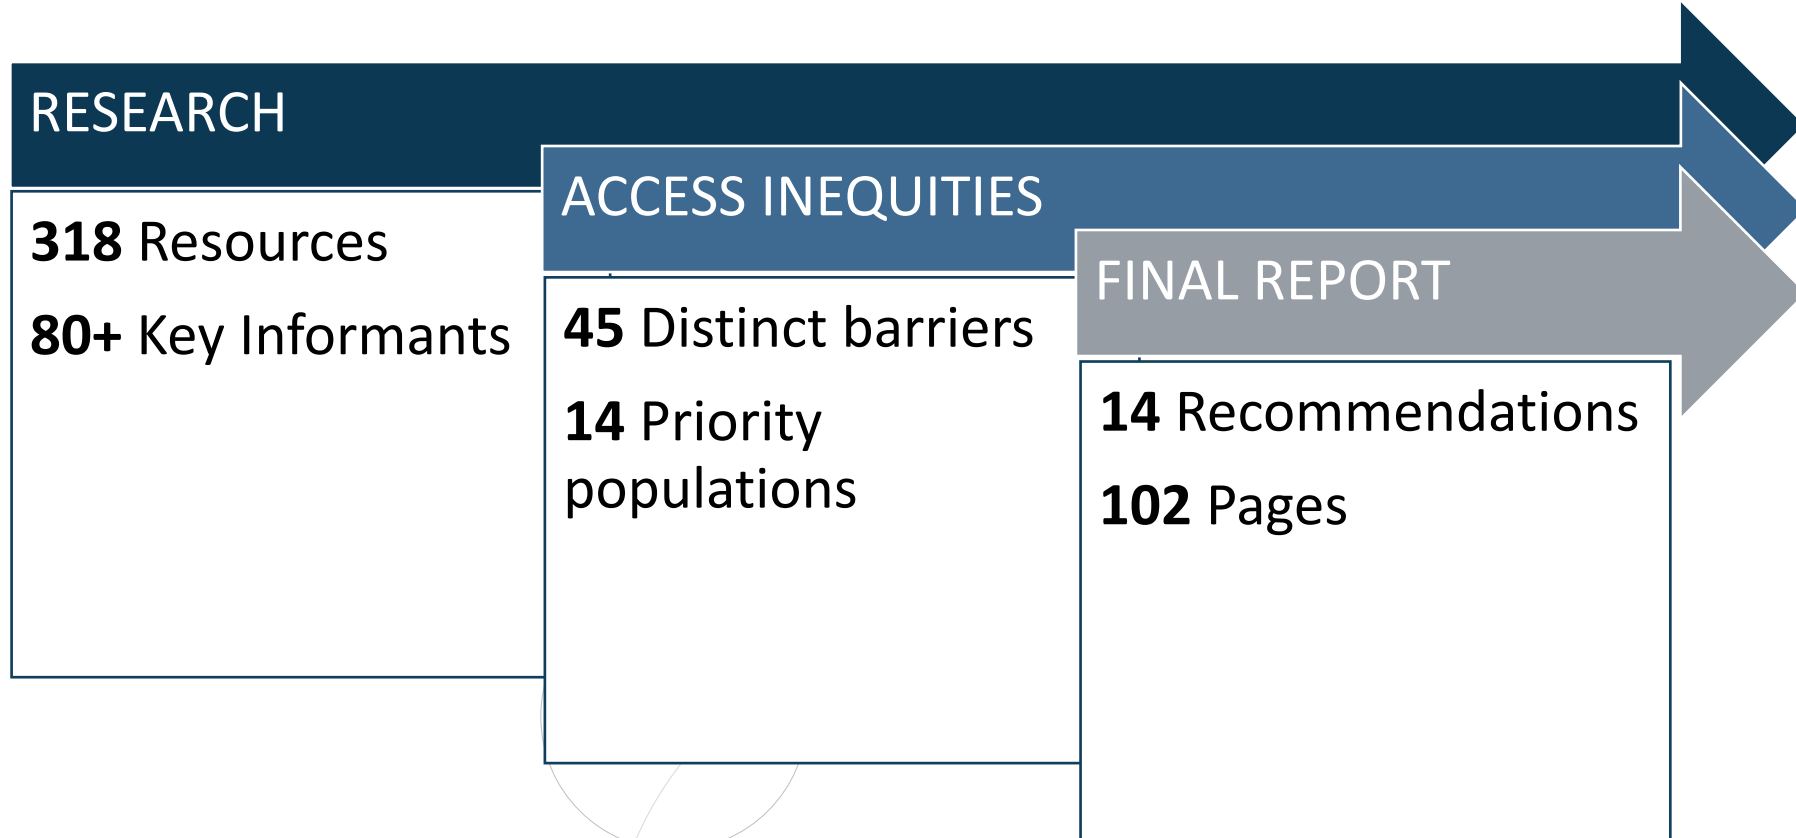 RESEARCH
318 Resources
80+ Key Informants
ACCESS INEQUITIES
45 Distinct barriers
14 Priority
populations
FINAL REPORT
14 Recommendations
102 Pages